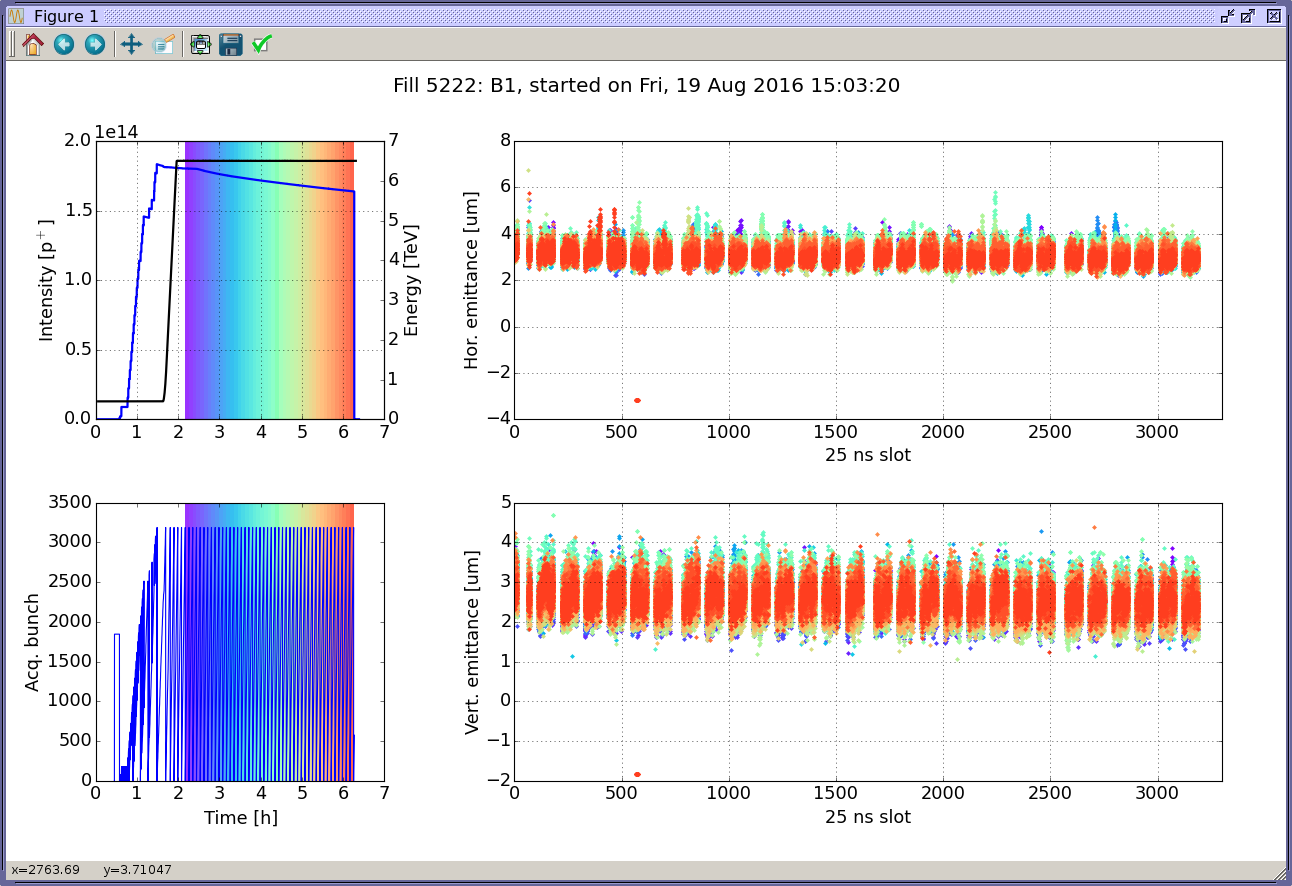 Figure 1
Fill 5222: B1, started on Fri, 19 Aug 2016 15:03:20
1e14
2.0
1.5
1.0
0.5
0.0
Intensity [p+]
7
6
5
4
3
2
1
0
Energy [TeV]
0 1 2 3 4 5 6 7
8
6
4
2
0
−2
−4
Hor. emittance [um]
0 500 1000 1500 2000 2500 3000
25 ns slot
3500
3000
2500
2000
1500
1000
500
0
Acq. bunch
0 1 2 3 4 5 6 7
Time [h]
5
4
3
2
1
0
−1
−2
Vert. emittance [um]
0 500 1000 1500 2000 2500 3000
25 ns slot
x=2763.69 y=3.71047